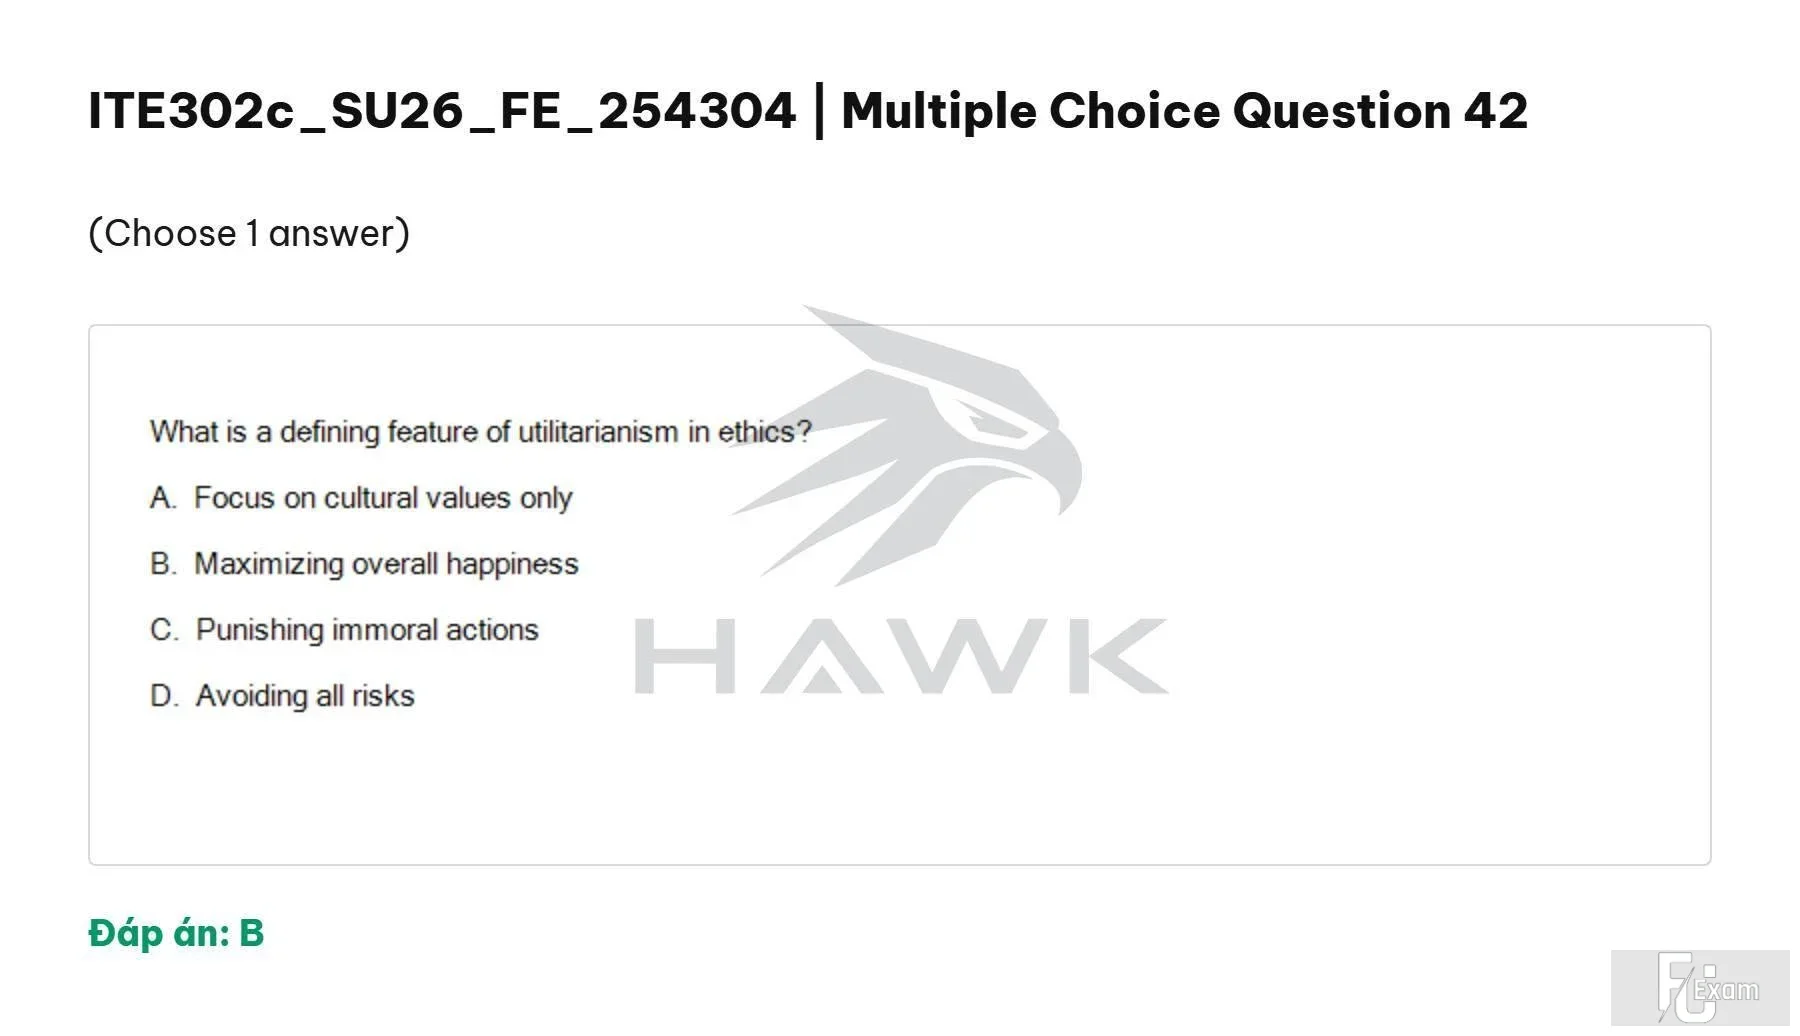 ITE302c_SU26_FE_254304 | Multiple Choice Question 42
(Choose 1 answer)
What is a defining feature of utilitarianism in ethics?
A. Focus on cultural values only
B. Maximizing overall happiness
C. Punishing immoral actions
D. Avoiding all risks
HAWK
Đáp án: B
FU Exam